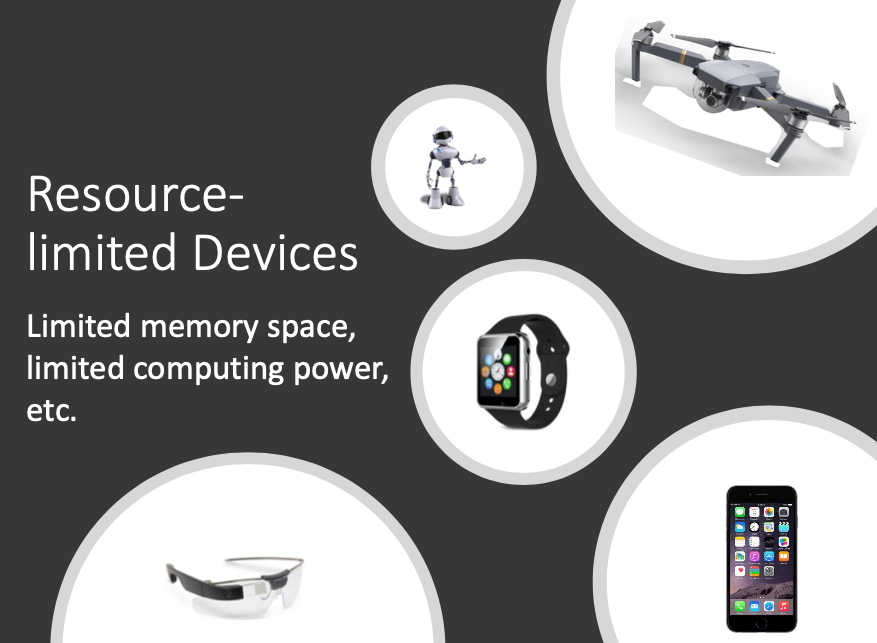 Resource-
limited Devices
Limited memory space,
limited computing power,
etc.